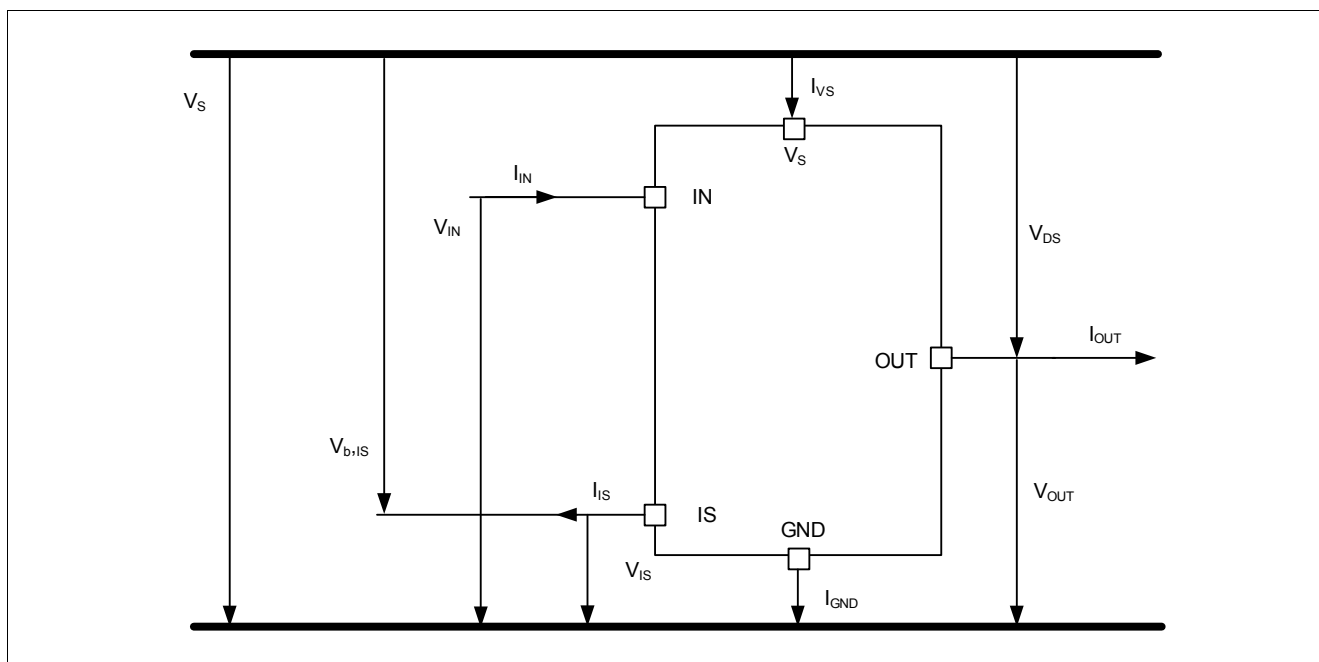 V_S
I_VS
V_S
I_IN
IN
V_IN
V_DS
I_OUT
OUT
V_b,IS
I_IS
IS
V_OUT
GND
V_IS
I_GND